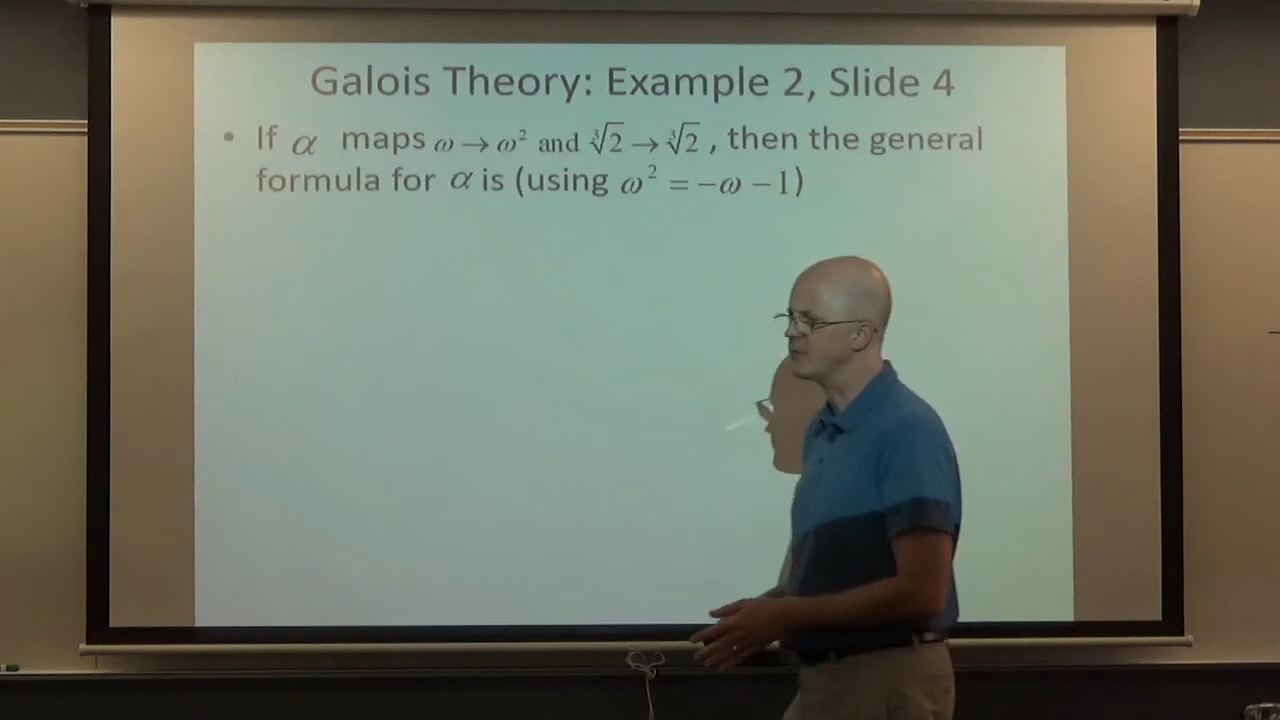 Galois Theory: Example 2, Slide 4
• If α maps ω → ω² and ∛2 → ∛2 , then the general
formula for α is (using ω² = −ω −1)